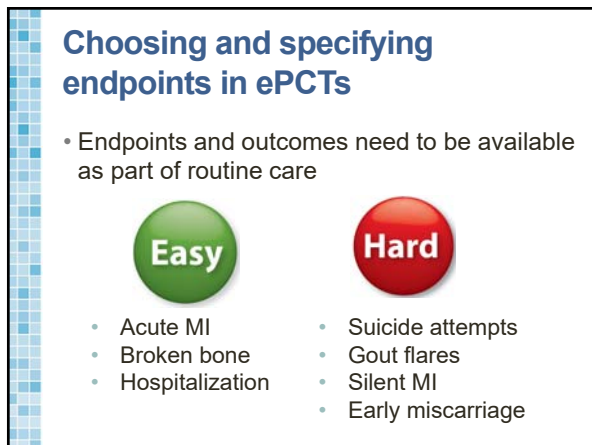 Choosing and specifying
endpoints in ePCTs
• Endpoints and outcomes need to be available
as part of routine care
Easy
• Acute MI
• Broken bone
• Hospitalization
Hard
• Suicide attempts
• Gout flares
• Silent MI
• Early miscarriage